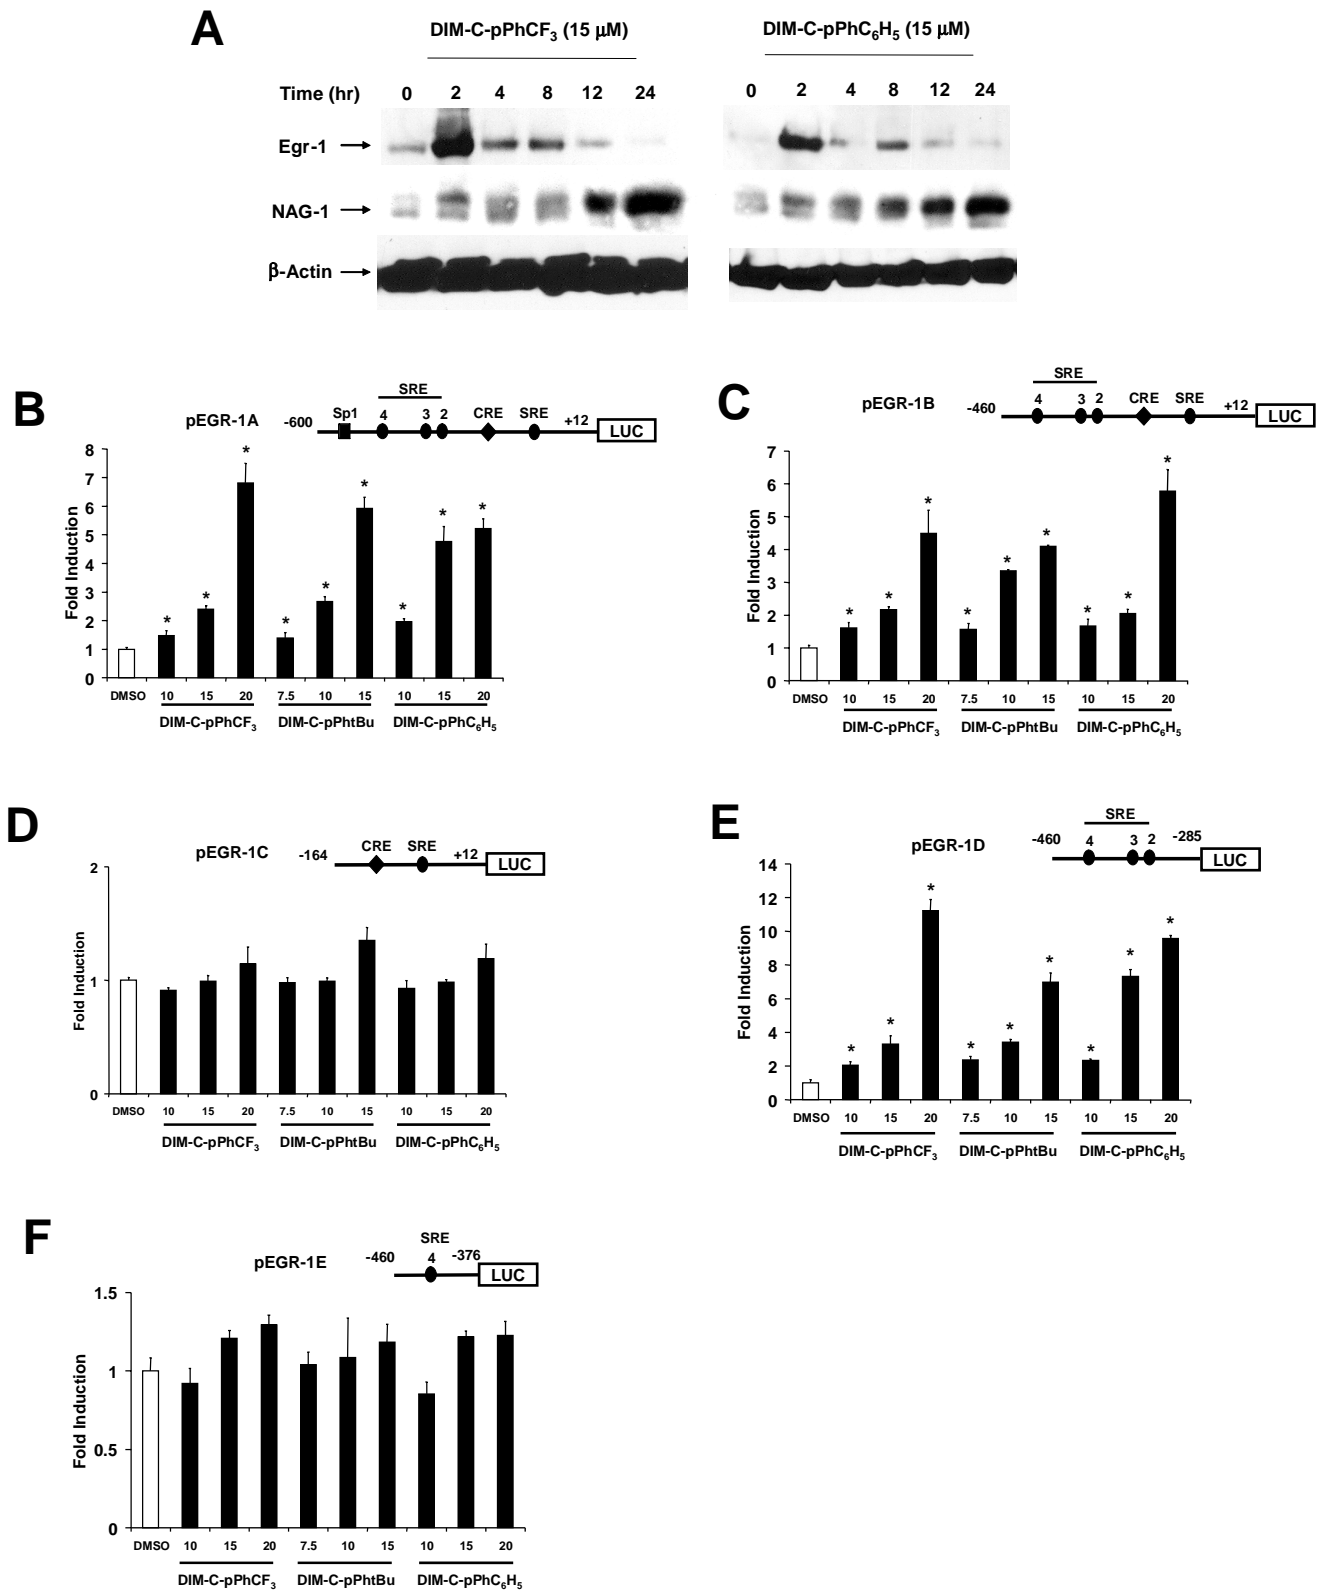 A
DIM-C-pPhCF3 (15 μM)
DIM-C-pPhC6H5 (15 μM)
Time (hr) 0 2 4 8 12 24
0 2 4 8 12 24
Egr-1
NAG-1
β-Actin
B
pEGR-1A
SRE
-600 Sp1 4 3 2 CRE SRE +12 LUC
Fold Induction
8
7
6
5
4
3
2
1
0
* * * * * * * * *
DMSO 10 15 20 7.5 10 15 10 15 20
DIM-C-pPhCF3 DIM-C-pPhtBu DIM-C-pPhC6H5
C
pEGR-1B
SRE
-460 4 3 2 CRE SRE +12 LUC
Fold Induction
7
6
5
4
3
2
1
0
* * * * * * * * *
DMSO 10 15 20 7.5 10 15 10 15 20
DIM-C-pPhCF3 DIM-C-pPhtBu DIM-C-pPhC6H5
D
pEGR-1C
-164 CRE SRE +12 LUC
Fold Induction
2
1
0
DMSO 10 15 20 7.5 10 15 10 15 20
DIM-C-pPhCF3 DIM-C-pPhtBu DIM-C-pPhC6H5
E
pEGR-1D
SRE
-460 4 3 2 -285 LUC
Fold Induction
14
12
10
8
6
4
2
0
* * * * * * * * *
DMSO 10 15 20 7.5 10 15 10 15 20
DIM-C-pPhCF3 DIM-C-pPhtBu DIM-C-pPhC6H5
F
pEGR-1E
SRE
-460 4 -376 LUC
Fold Induction
1.5
1
0.5
0
DMSO 10 15 20 7.5 10 15 10 15 20
DIM-C-pPhCF3 DIM-C-pPhtBu DIM-C-pPhC6H5